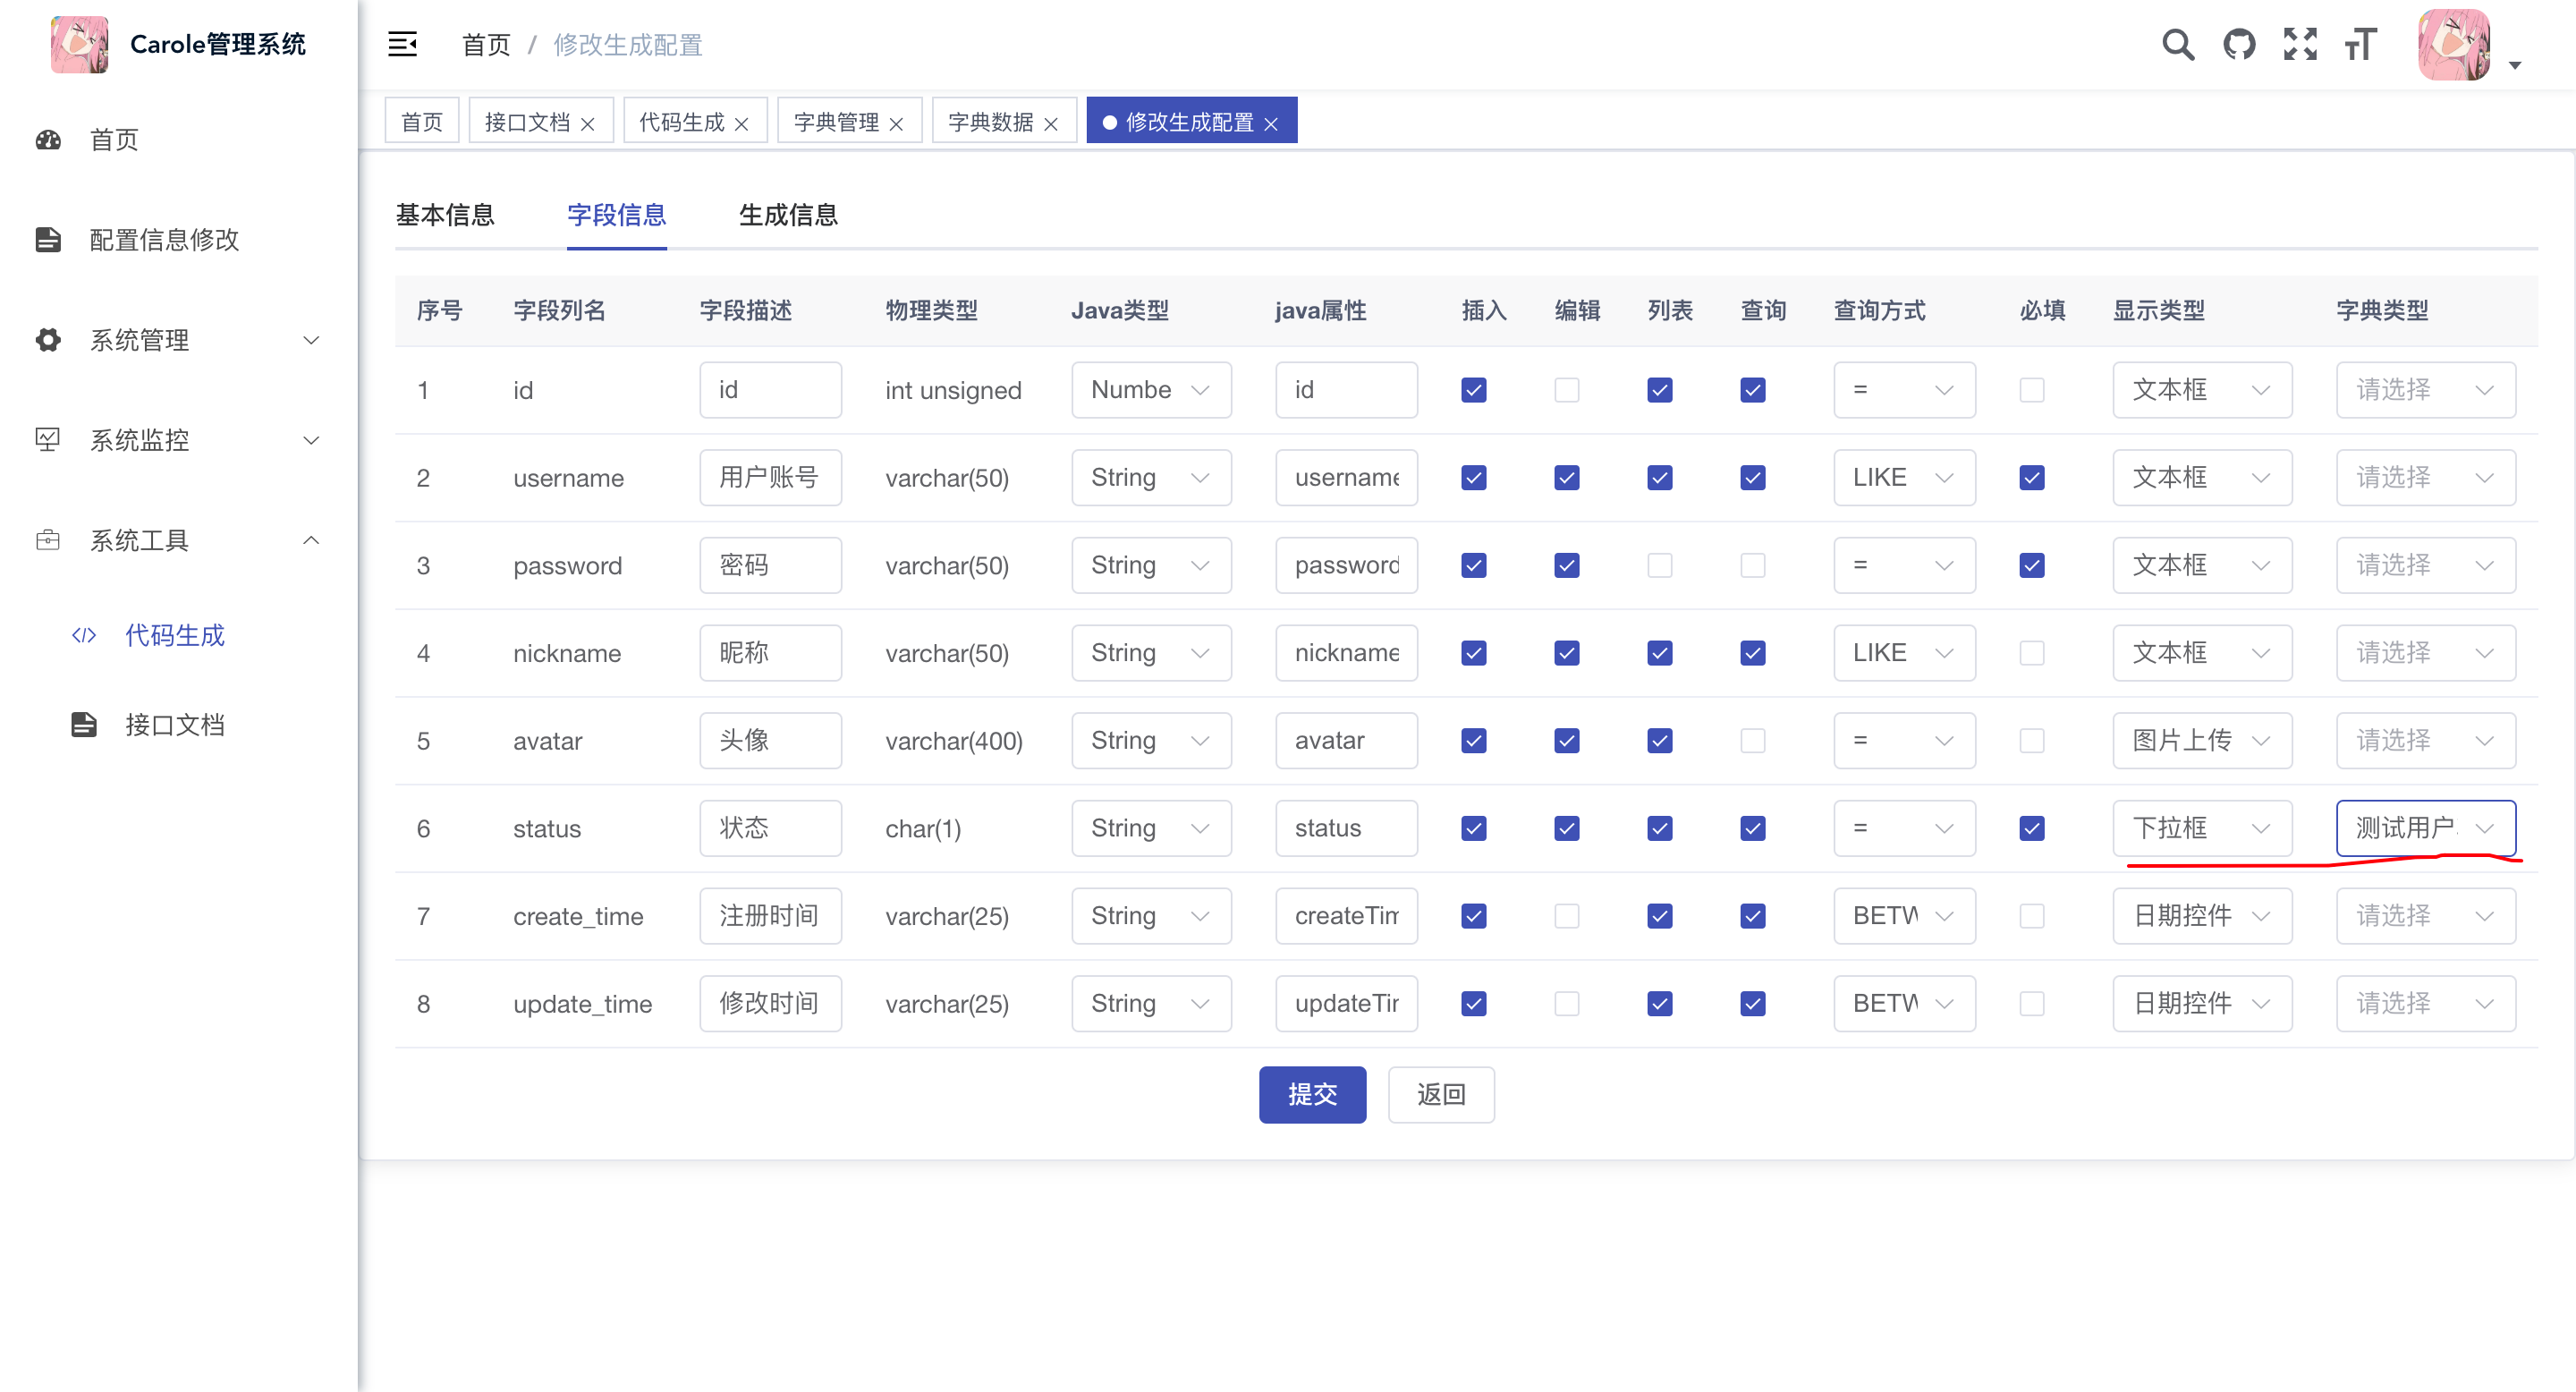 Carole管理系统
首页 / 修改生成配置
首页 接口文档 代码生成 字典管理 字典数据 修改生成配置
首页
配置信息修改
系统管理
系统监控
系统工具
代码生成
接口文档
基本信息 字段信息 生成信息
序号 字段列名 字段描述 物理类型 Java类型 java属性 插入 编辑 列表 查询 查询方式 必填 显示类型 字典类型
1 id id int unsigned Numbe id = 文本框 请选择
2 username 用户账号 varchar(50) String username LIKE 文本框 请选择
3 password 密码 varchar(50) String password = 文本框 请选择
4 nickname 昵称 varchar(50) String nickname LIKE 文本框 请选择
5 avatar 头像 varchar(400) String avatar = 图片上传 请选择
6 status 状态 char(1) String status = 下拉框 测试用户
7 create_time 注册时间 varchar(25) String createTim BETW 日期控件 请选择
8 update_time 修改时间 varchar(25) String updateTir BETW 日期控件 请选择
提交 返回